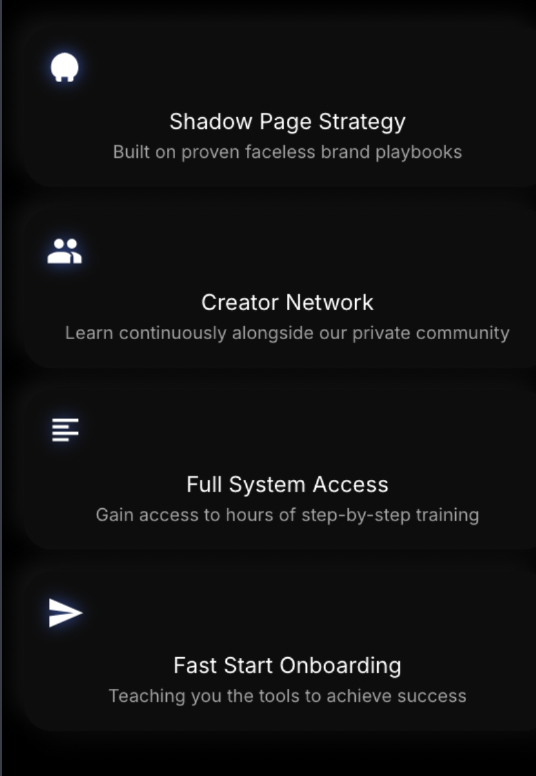 Shadow Page Strategy
Built on proven faceless brand playbooks
Creator Network
Learn continuously alongside our private community
Full System Access
Gain access to hours of step-by-step training
Fast Start Onboarding
Teaching you the tools to achieve success